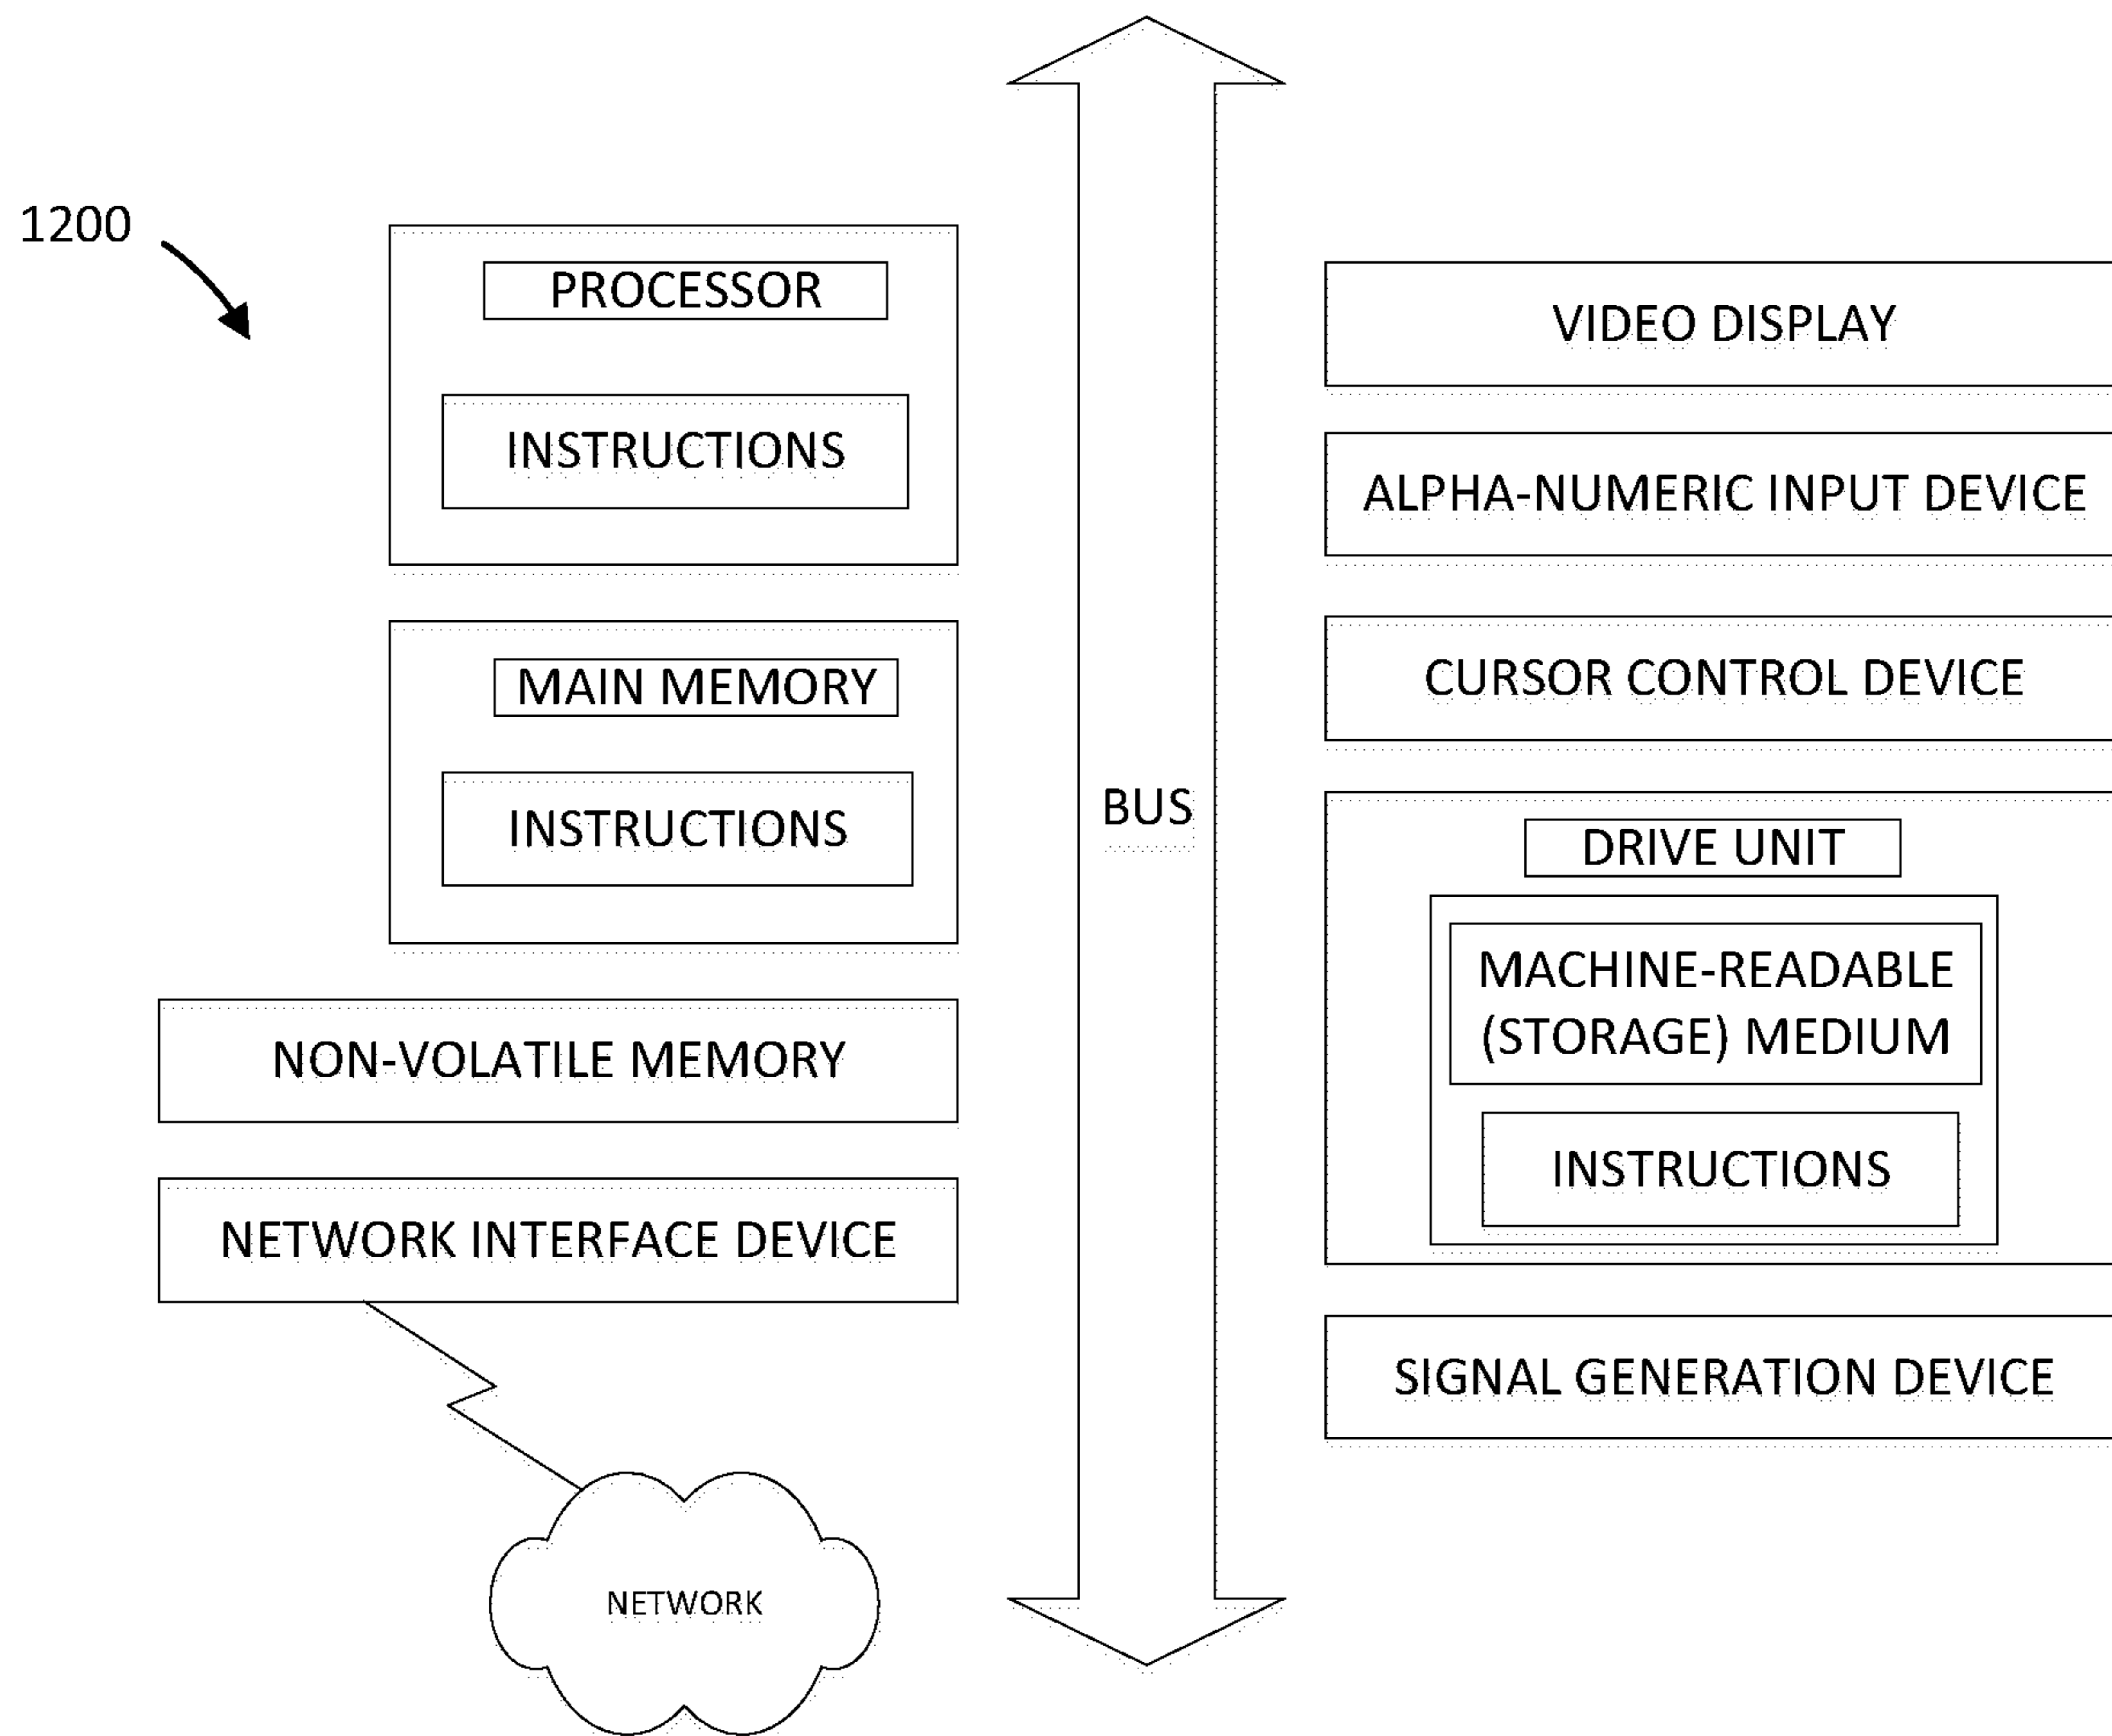 1200
PROCESSOR
INSTRUCTIONS
MAIN MEMORY
INSTRUCTIONS
NON-VOLATILE MEMORY
NETWORK INTERFACE DEVICE
NETWORK
BUS
VIDEO DISPLAY
ALPHA-NUMERIC INPUT DEVICE
CURSOR CONTROL DEVICE
DRIVE UNIT
MACHINE-READABLE
(STORAGE) MEDIUM
INSTRUCTIONS
SIGNAL GENERATION DEVICE